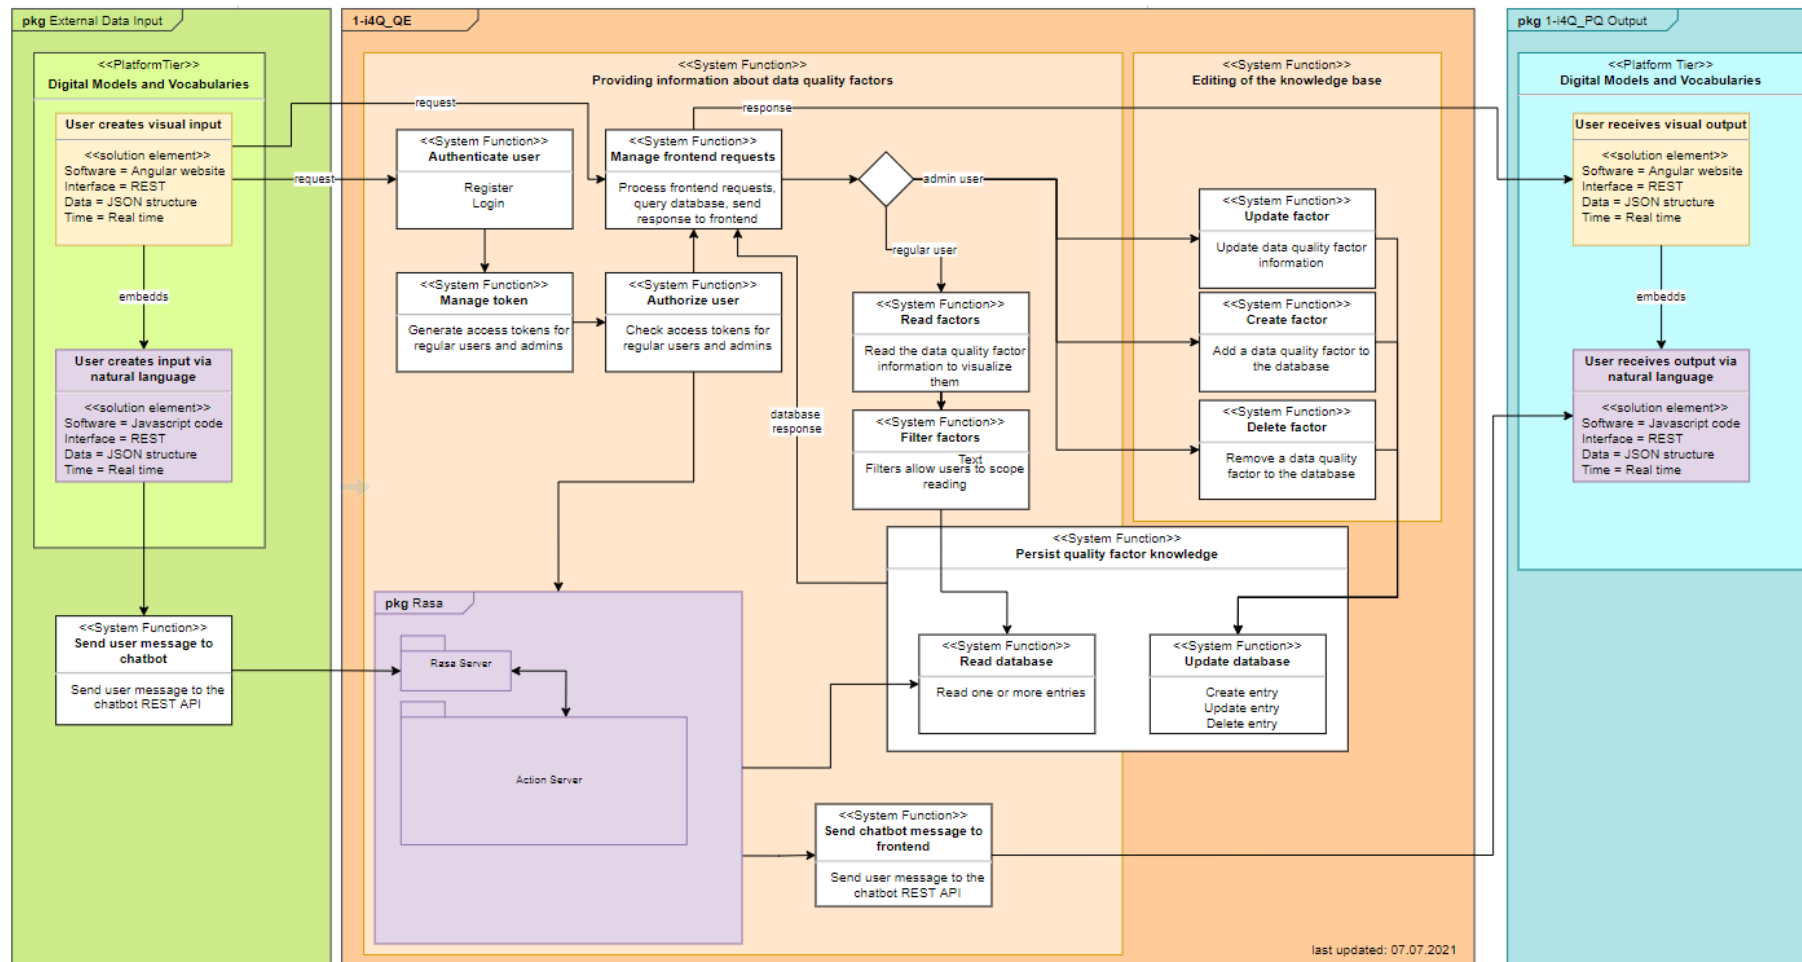 pkg External Data Input
<<PlatformTier>>
Digital Models and Vocabularies
User creates visual input
<<solution element>>
Software = Angular website
Interface = REST
Data = JSON structure
Time = Real time
embedds
User creates input via
natural language
<<solution element>>
Software = Javascript code
Interface = REST
Data = JSON structure
Time = Real time
<<System Function>>
Send user message to
chatbot
Send user message to the
chatbot REST API
1-i4Q_QE
<<System Function>>
Providing information about data quality factors
request
request
response
<<System Function>>
Authenticate user
Register
Login
<<System Function>>
Manage frontend requests
Process frontend requests,
query database, send
response to frontend
admin user
regular user
<<System Function>>
Manage token
Generate access tokens for
regular users and admins
<<System Function>>
Authorize user
Check access tokens for
regular users and admins
<<System Function>>
Read factors
Read the data quality factor
information to visualize
them
database
response
<<System Function>>
Filter factors
Text
Filters allow users to scope
reading
<<System Function>>
Editing of the knowledge base
<<System Function>>
Update factor
Update data quality factor
information
<<System Function>>
Create factor
Add a data quality factor to
the database
<<System Function>>
Delete factor
Remove a data quality
factor to the database
<<System Function>>
Persist quality factor knowledge
<<System Function>>
Read database
Read one or more entries
<<System Function>>
Update database
Create entry
Update entry
Delete entry
pkg Rasa
Rasa Server
Action Server
<<System Function>>
Send chatbot message to
frontend
Send user message to the
chatbot REST API
last updated: 07.07.2021
pkg 1-i4Q_PQ Output
<<Platform Tier>>
Digital Models and Vocabularies
User receives visual output
<<solution element>>
Software = Angular website
Interface = REST
Data = JSON structure
Time = Real time
embedds
User receives output via
natural language
<<solution element>>
Software = Javascript code
Interface = REST
Data = JSON structure
Time = Real time